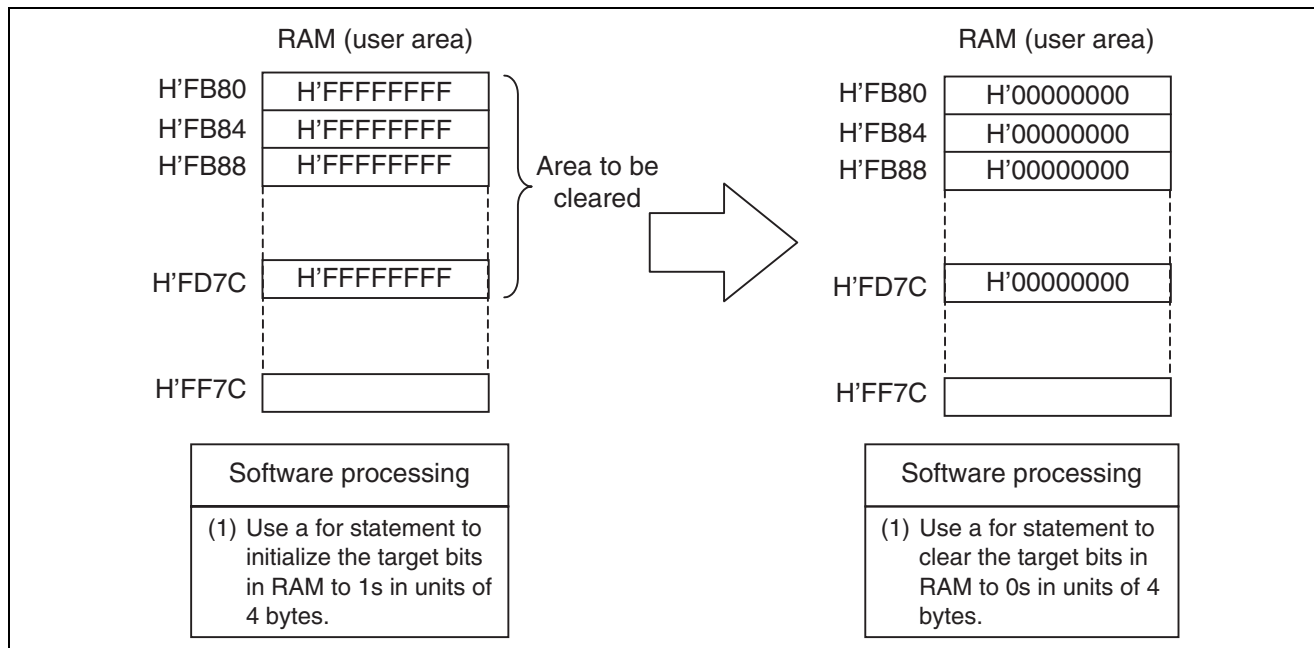 RAM (user area)
H'FB80 H'FFFFFFFF
H'FB84 H'FFFFFFFF
H'FB88 H'FFFFFFFF
Area to be
cleared
H'FD7C H'FFFFFFFF
H'FF7C
Software processing
(1) Use a for statement to
initialize the target bits
in RAM to 1s in units of
4 bytes.
RAM (user area)
H'FB80 H'00000000
H'FB84 H'00000000
H'FB88 H'00000000
H'FD7C H'00000000
H'FF7C
Software processing
(1) Use a for statement to
clear the target bits in
RAM to 0s in units of 4
bytes.